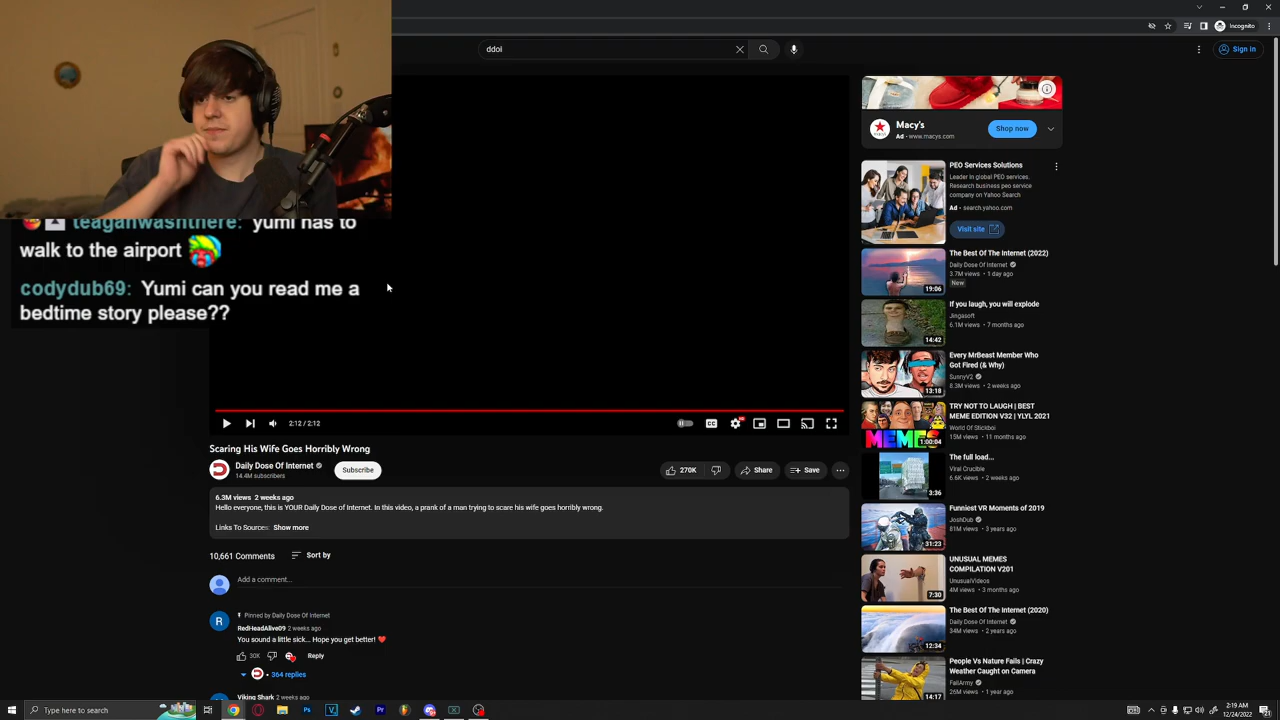 Incognito
ddoi
Sign in
teaganwashthere: yumi has to
walk to the airport
codydub69: Yumi can you read me a
bedtime story please??
2:12 / 2:12
Scaring His Wife Goes Horribly Wrong
Daily Dose Of Internet
14.4M subscribers
Subscribe
270K
Share
Save
6.3M views 2 weeks ago
Hello everyone, this is YOUR Daily Dose of Internet. In this video, a prank of a man trying to scare his wife goes horribly wrong.
Links To Sources: Show more
10,661 Comments
Sort by
Add a comment...
R
Pinned by Daily Dose Of Internet
RedHeadAlive09 2 weeks ago
You sound a little sick... Hope you get better!
30K
Reply
364 replies
Viking Shark 2 weeks ago
Macy's
Ad • www.macys.com
Shop now
PEO Services Solutions
Leader in global PEO services.
Research business peo service
company on Yahoo Search
Ad • search.yahoo.com
Visit site
The Best Of The Internet (2022)
Daily Dose Of Internet
3.7M views • 1 day ago
New
19:06
If you laugh, you will explode
Jingasoft
6.1M views • 7 months ago
14:42
Every MrBeast Member Who
Got Fired (& Why)
SunnyV2
8.3M views • 2 weeks ago
13:18
TRY NOT TO LAUGH | BEST
MEME EDITION V32 | YLYL 2021
World Of Stickboi
15M views • 11 months ago
MEMES
1:00:04
The full load...
Viral Crucible
6.6K views • 2 weeks ago
3:36
Funniest VR Moments of 2019
JoshDub
81M views • 3 years ago
31:23
UNUSUAL MEMES
COMPILATION V201
UnusualVideos
4M views • 3 months ago
7:30
The Best Of The Internet (2020)
Daily Dose Of Internet
34M views • 2 years ago
12:34
People Vs Nature Fails | Crazy
Weather Caught on Camera
FailArmy
26M views • 1 year ago
14:17
Type here to search
2:19 AM
12/24/2022